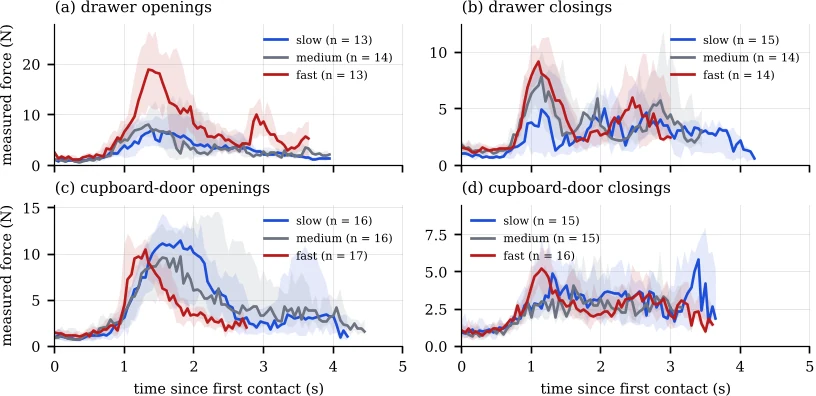 (a) drawer openings
measured force (N)
20
10
0
slow (n = 13)
medium (n = 14)
fast (n = 13)
(b) drawer closings
10
5
0
slow (n = 15)
medium (n = 14)
fast (n = 14)
(c) cupboard-door openings
measured force (N)
15
10
5
0
slow (n = 16)
medium (n = 16)
fast (n = 17)
0
1
2
3
4
5
time since first contact (s)
(d) cupboard-door closings
7.5
5.0
2.5
0.0
slow (n = 15)
medium (n = 15)
fast (n = 16)
0
1
2
3
4
5
time since first contact (s)